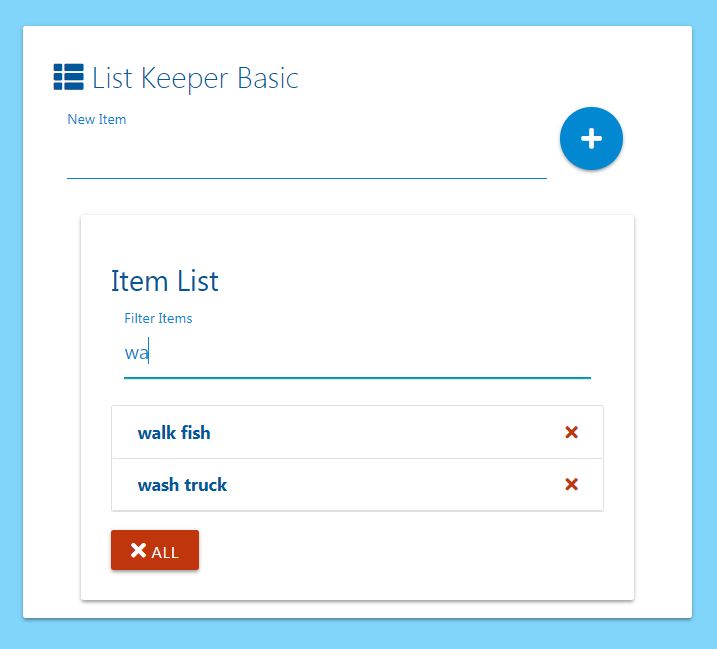 List Keeper Basic
New Item
Item List
Filter Items
wa
walk fish
wash truck
ALL